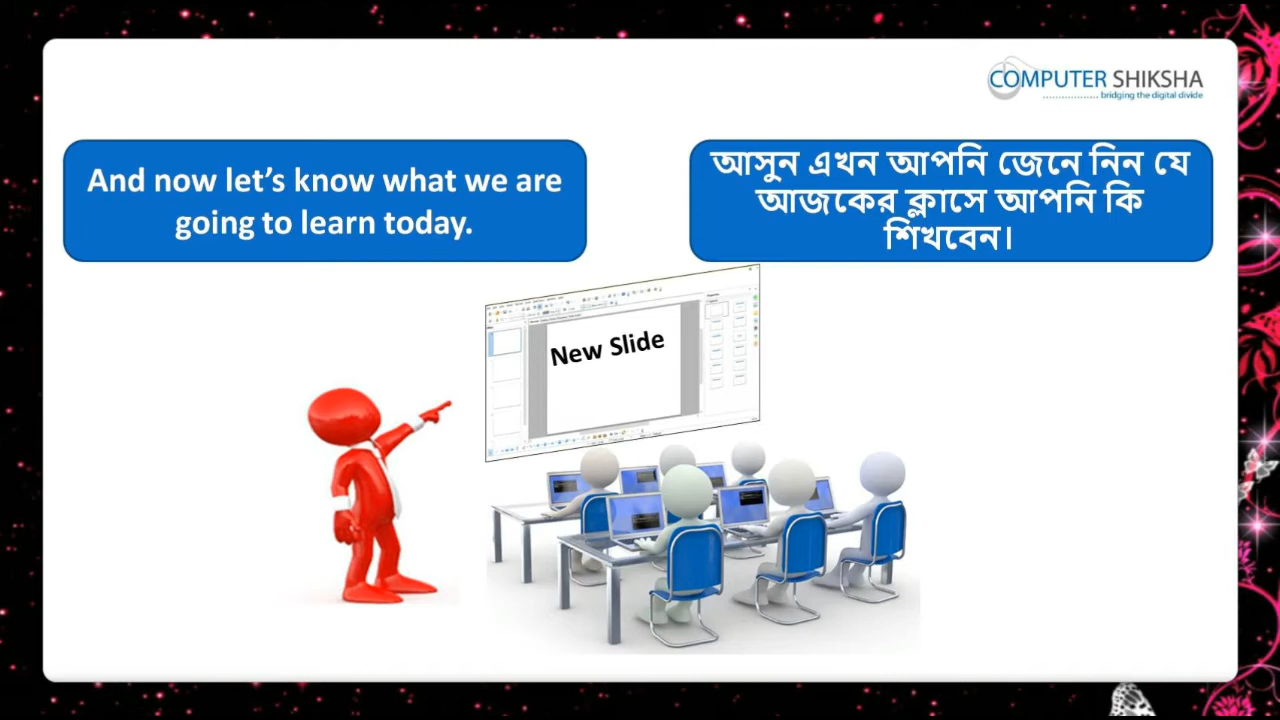 COMPUTER SHIKSHA
bridging the digital divide
And now let’s know what we are
going to learn today.
আসুন এখন আপনি জেনে নিন যে
আজকের ক্লাসে আপনি কি
শিখবেন।
New Slide